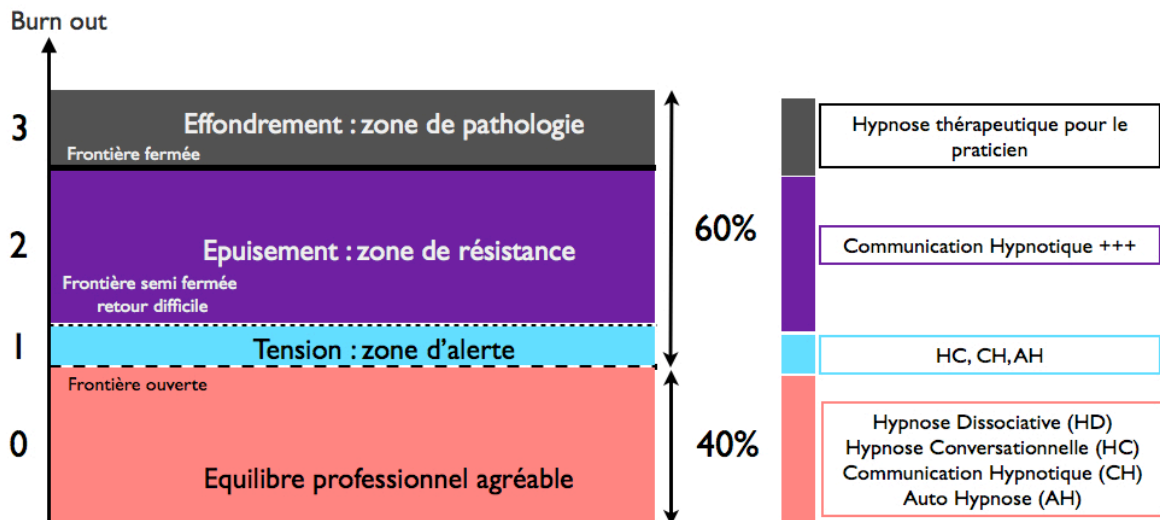 Burn out
3
Effondrement : zone de pathologie
Frontière fermée
2
Epuisement : zone de résistance
Frontière semi fermée
retour difficile
1
Tension : zone d'alerte
Frontière ouverte
0
Equilibre professionnel agréable
60%
40%
Hypnose thérapeutique pour le
praticien
Communication Hypnotique +++
HC, CH, AH
Hypnose Dissociative (HD)
Hypnose Conversationnelle (HC)
Communication Hypnotique (CH)
Auto Hypnose (AH)